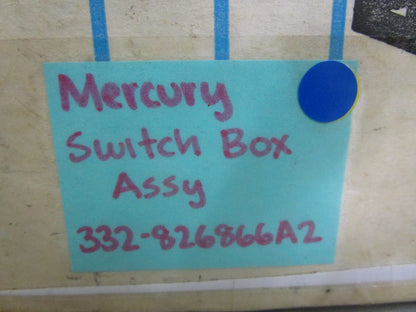 Mercury
Switch Box
Assy
332-826866A2